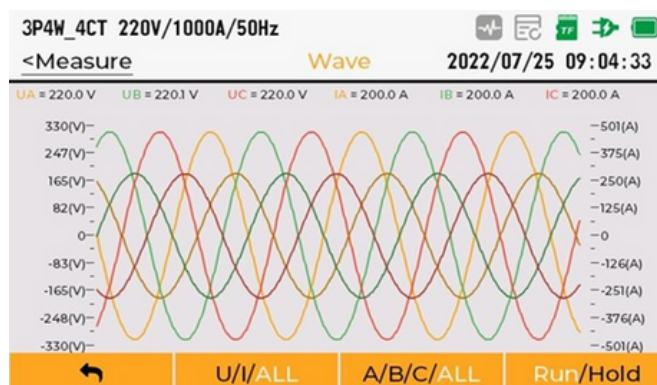 3P4W_4CT 220V/1000A/50Hz
TF
<Measure Wave 2022/07/25 09:04:33
UA = 220.0 V UB = 220.1 V UC = 220.0 V IA = 200.0 A IB = 200.0 A IC = 200.0 A
330(V) 501(A)
247(V) 375(A)
165(V) 250(A)
82(V) 125(A)
0 0
-83(V) -126(A)
-165(V) -251(A)
-248(V) -376(A)
-330(V) -501(A)
U/I/ALL A/B/C/ALL Run/Hold